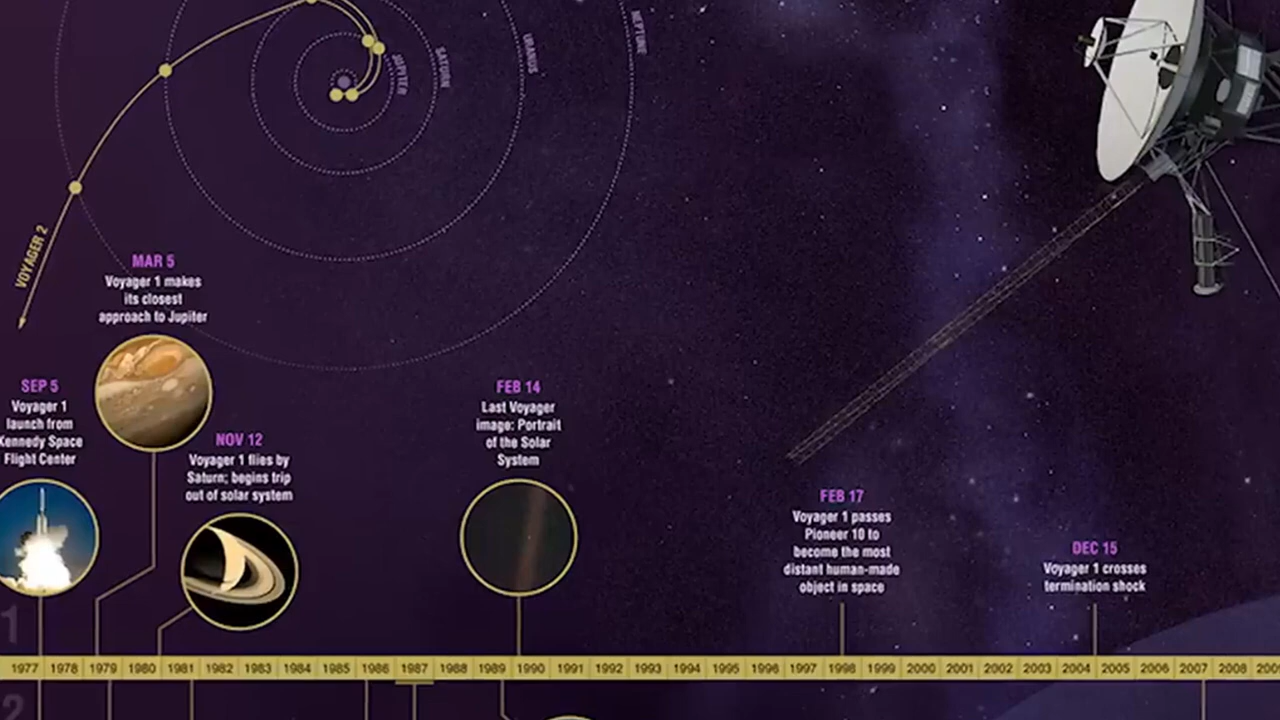 JUPITER
SATURN
URANUS
NEPTUNE
VOYAGER 2
MAR 5
Voyager 1 makes
its closest
approach to Jupiter
SEP 5
Voyager 1
launch from
Kennedy Space
Flight Center
NOV 12
Voyager 1 flies by
Saturn; begins trip
out of solar system
FEB 14
Last Voyager
image: Portrait
of the Solar
System
FEB 17
Voyager 1 passes
Pioneer 10 to
become the most
distant human-made
object in space
DEC 15
Voyager 1 crosses
termination shock
1
1977 1978 1979 1980 1981 1982 1983 1984 1985 1986 1987 1988 1989 1990 1991 1992 1993 1994 1995 1996 1997 1998 1999 2000 2001 2002 2003 2004 2005 2006 2007 2008
2